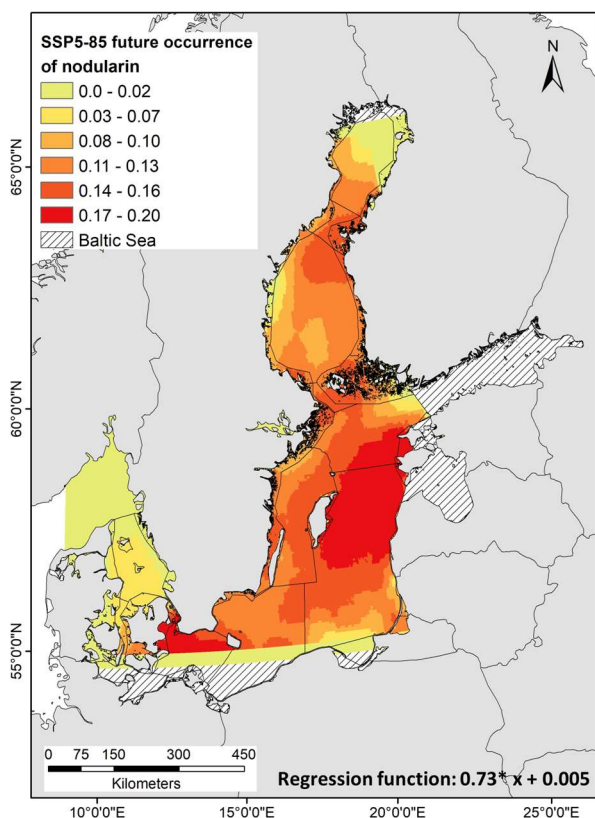 SSP5-85 future occurrence
of nodularin
0.0 - 0.02
0.03 - 0.07
0.08 - 0.10
0.11 - 0.13
0.14 - 0.16
0.17 - 0.20
Baltic Sea
N
65°0'0"N
60°0'0"N
55°0'0"N
0 75 150 300 450
Kilometers
Regression function: 0.73* x + 0.005
10°0'0"E 15°0'0"E 20°0'0"E 25°0'0"E